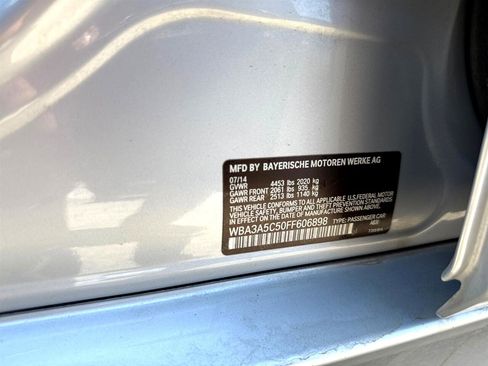 MFD BY BAYERISCHE MOTOREN WERKE AG
07/14
GVWR 4453 lbs 2020 kg
GAWR FRONT 2061 lbs 935 kg
GAWR REAR 2513 lbs 1140 kg
THIS VEHICLE CONFORMS TO ALL APPLICABLE U.S. FEDERAL MOTOR
VEHICLE SAFETY, BUMPER AND THEFT PREVENTION STANDARDS
IN EFFECT ON THE DATE OF MANUFACTURE SHOWN ABOVE.
WBA3A5C50FF606898 TYPE: PASSENGER CAR